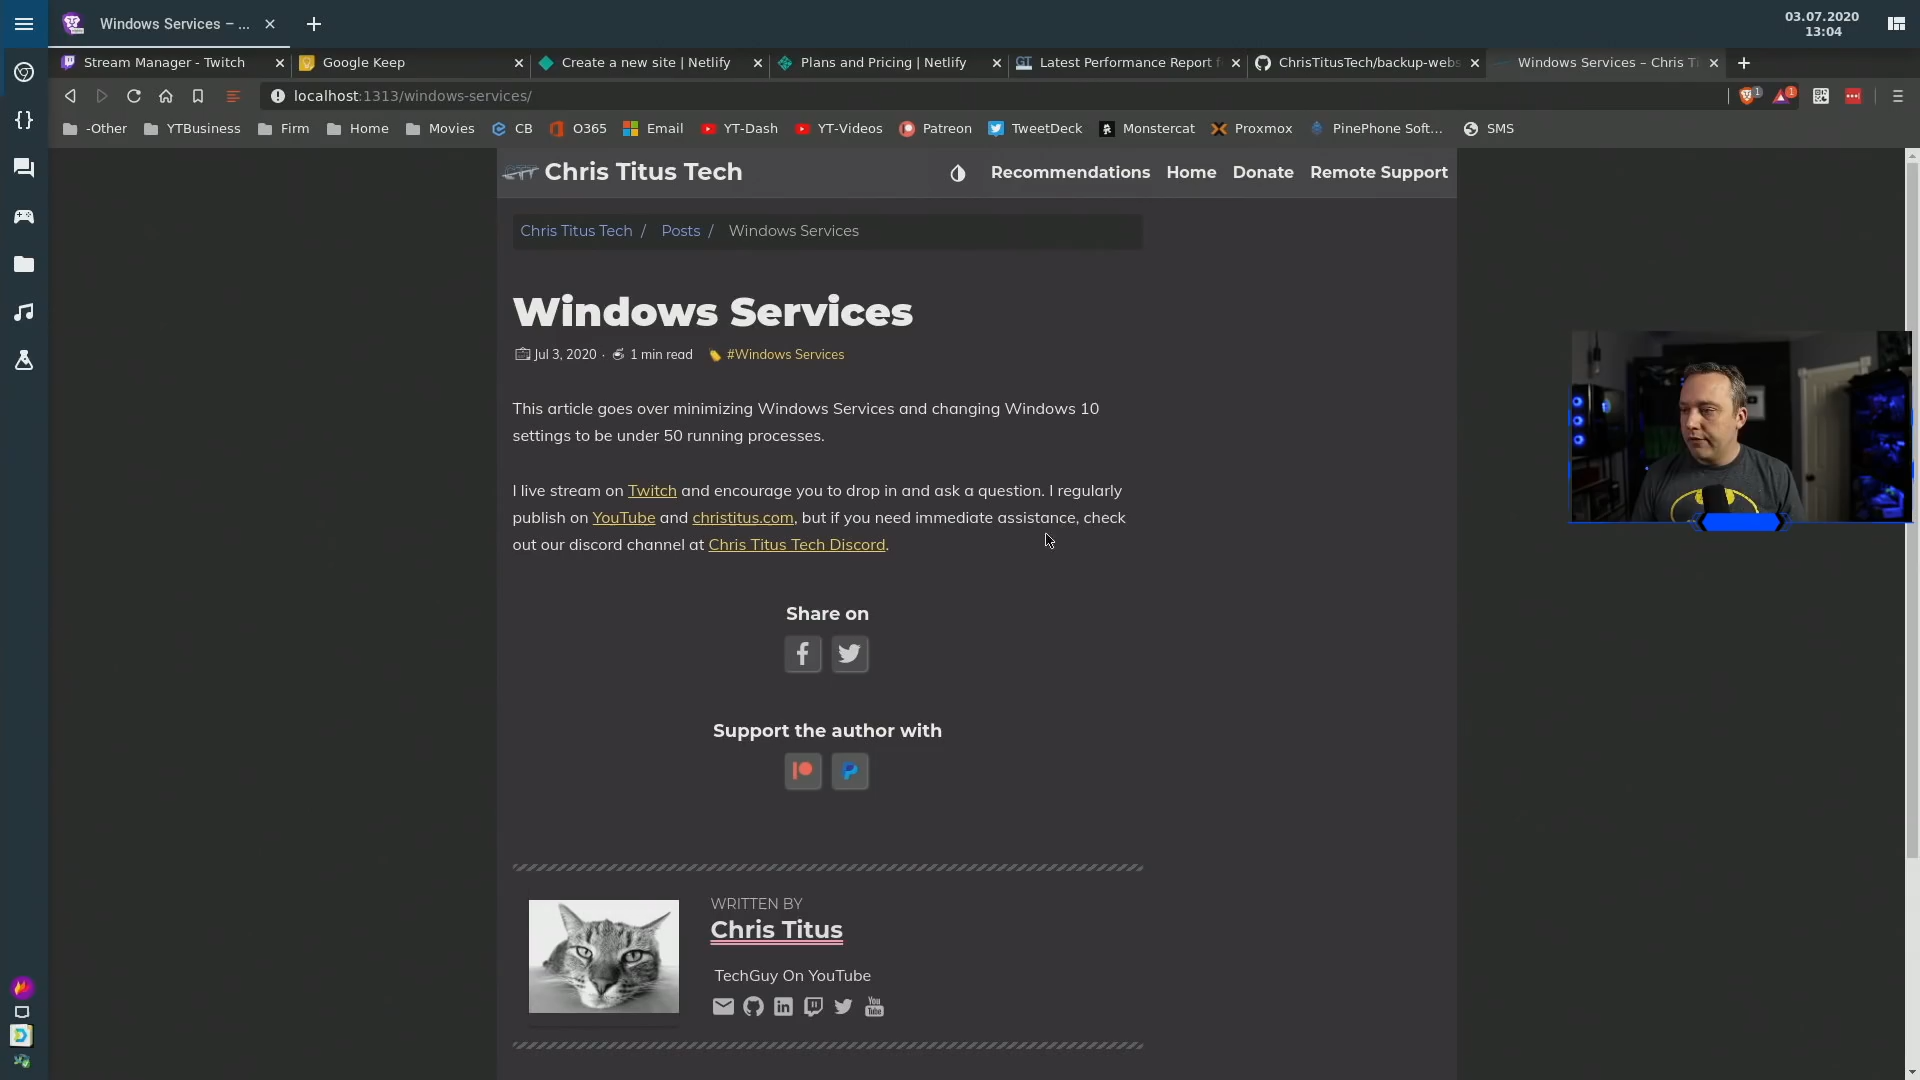 Windows Services – ...
03.07.2020
13:04
Stream Manager - Twitch
Google Keep
Create a new site | Netlify
Plans and Pricing | Netlify
Latest Performance Report f
ChrisTitusTech/backup-webs
Windows Services – Chris Ti
localhost:1313/windows-services/
1
1
-Other
YTBusiness
Firm
Home
Movies
CB
O365
Email
YT-Dash
YT-Videos
Patreon
TweetDeck
Monstercat
Proxmox
PinePhone Soft...
SMS
CTT Chris Titus Tech
Recommendations
Home
Donate
Remote Support
Chris Titus Tech / Posts / Windows Services
Windows Services
Jul 3, 2020 · 1 min read #Windows Services
This article goes over minimizing Windows Services and changing Windows 10
settings to be under 50 running processes.
I live stream on Twitch and encourage you to drop in and ask a question. I regularly
publish on YouTube and christitus.com, but if you need immediate assistance, check
out our discord channel at Chris Titus Tech Discord.
Share on
Support the author with
WRITTEN BY
Chris Titus
TechGuy On YouTube
You
Tube